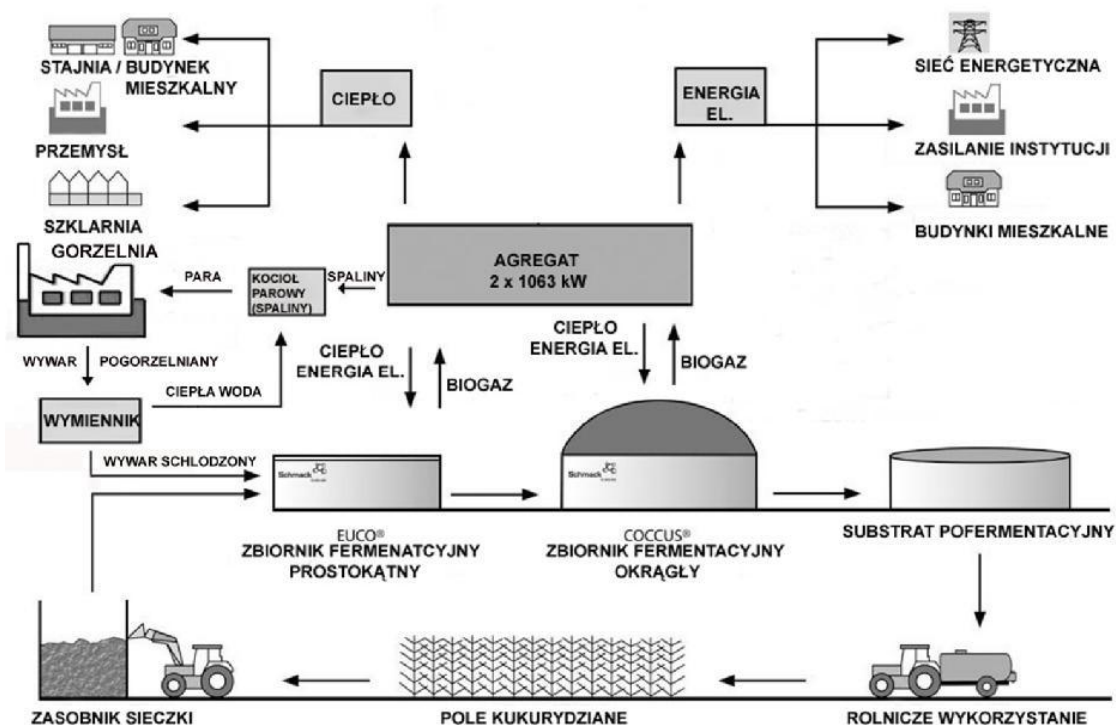 STAJNIA / BUDYNEK
MIESZKALNY
PRZEMYSŁ
SZKLARNIA
CIEPŁO
ENERGIA
EL.
SIEĆ ENERGETYCZNA
ZASILANIE INSTYTUCJI
BUDYNKI MIESZKALNE
GORZELNIA
PARA
KOCIOŁ
PAROWY
(SPALINY)
SPALINY
AGREGAT
2 x 1063 kW
WYWAR POGORZELNIANY
CIEPŁO
ENERGIA EL.
BIOGAZ
CIEPŁO
ENERGIA EL.
BIOGAZ
WYMIENNIK
CIEPŁA WODA
WYWAR SCHLODZONY
Schmack
Schmack
EUCO®
ZBIORNIK FERMENATCYJNY
PROSTOKĄTNY
COCCUS®
ZBIORNIK FERMENTACYJNY
OKRĄGŁY
SUBSTRAT POFERMENTACYJNY
ZASOBNIK SIECZKI
POLE KUKURYDZIANE
ROLNICZE WYKORZYSTANIE